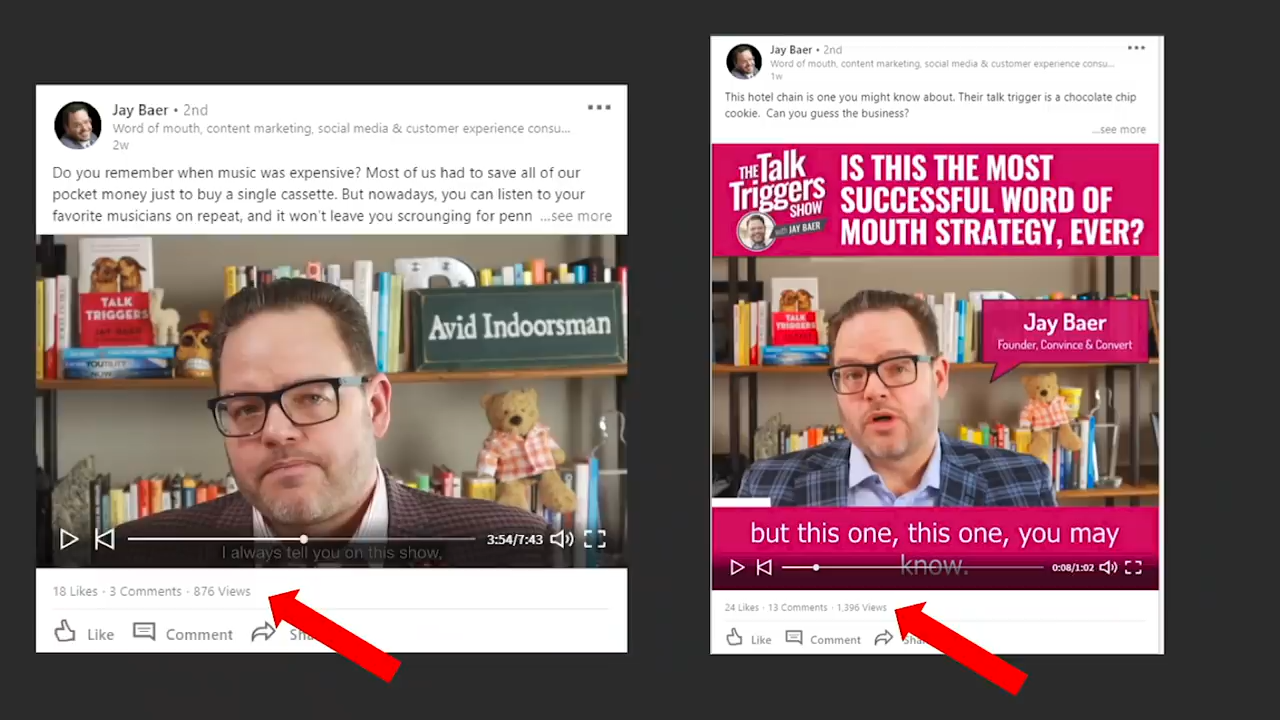 Jay Baer • 2nd
Word of mouth, content marketing, social media & customer experience consu...
2w
Do you remember when music was expensive? Most of us had to save all of our
pocket money just to buy a single cassette. But nowadays, you can listen to your
favorite musicians on repeat, and it won't leave you scrounging for penn ...see more
TALK
TRIGGERS
JAY BAER
YOUTILITY
Avid Indoorsman
3:54/7:43
I always tell you on this show,
18 Likes · 3 Comments · 876 Views
Like Comment
Jay Baer • 2nd
Word of mouth, content marketing, social media & customer experience consu...
1w
This hotel chain is one you might know about. Their talk trigger is a chocolate chip
cookie. Can you guess the business?
...see more
THE Talk
Triggers
SHOW
with JAY BAER
IS THIS THE MOST
SUCCESSFUL WORD OF
MOUTH STRATEGY, EVER?
TALK
TRIGGERS
Jay Baer
Founder, Convince & Convert
but this one, this one, you may
know.
0:08/1:02
24 Likes · 13 Comments · 1,396 Views
Like Comment